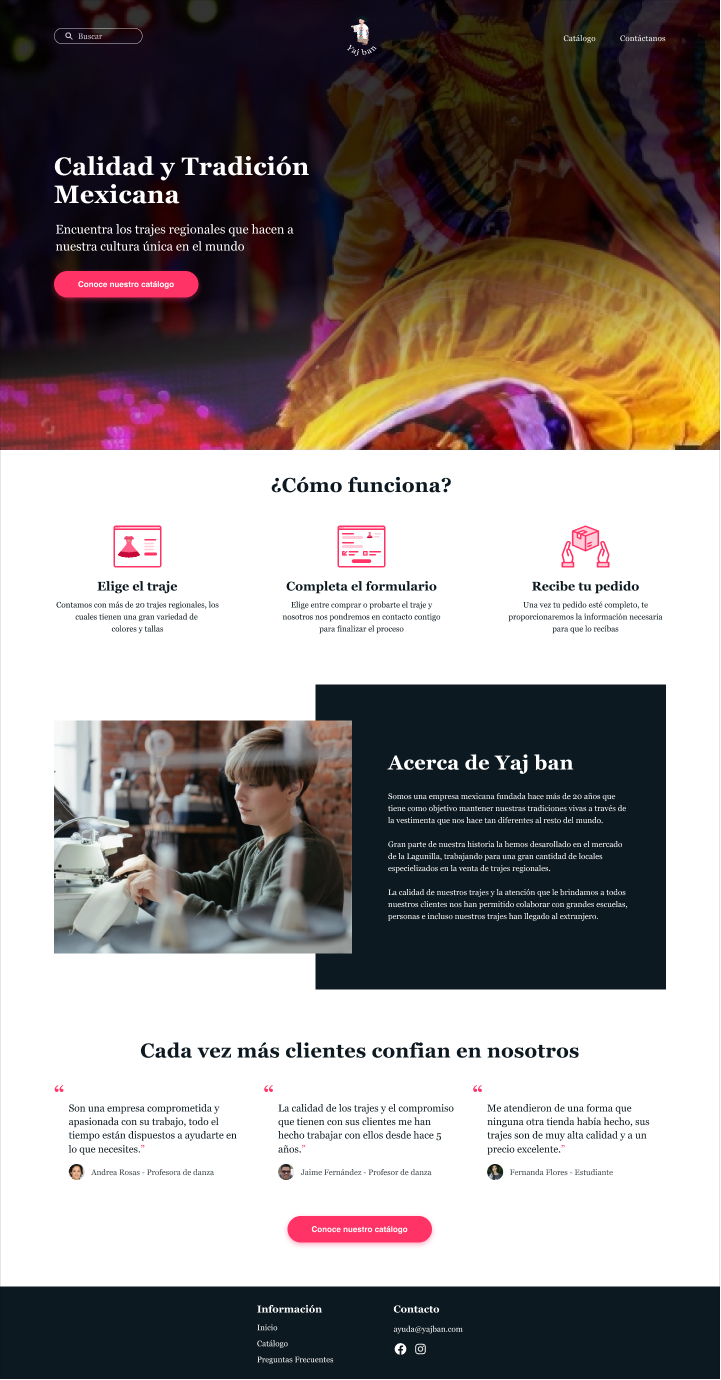 Buscar
Yaj ban
Catálogo
Contáctanos
Calidad y Tradición
Mexicana
Encuentra los trajes regionales que hacen a
nuestra cultura única en el mundo
Conoce nuestro catálogo
¿Cómo funciona?
Elige el traje
Contamos con más de 20 trajes regionales, los
cuales tienen una gran variedad de
colores y tallas
Completa el formulario
Elige entre comprar o probarte el traje y
nosotros nos pondremos en contacto contigo
para finalizar el proceso
Recibe tu pedido
Una vez tu pedido esté completo, te
proporcionaremos la información necesaria
para que lo recibas
Acerca de Yaj ban
Somos una empresa mexicana fundada hace más de 20 años que
tiene como objetivo mantener nuestras tradiciones vivas a través de
la vestimenta que nos hace tan diferentes al resto del mundo.
Gran parte de nuestra historia la hemos desarollado en el mercado
de la Lagunilla, trabajando para una gran cantidad de locales
especielizados en la venta de trajes regionales.
La calidad de nuestros trajes y la atención que le brindamos a todos
nuestros clientes nos han permitido colaborar con grandes escuelas,
personas e incluso nuestros trajes han llegado al extranjero.
Cada vez más clientes confian en nosotros
“
Son una empresa comprometida y
apasionada con su trabajo, todo el
tiempo están dispuestos a ayudarte en
lo que necesites.”
Andrea Rosas - Profesora de danza
“
La calidad de los trajes y el compromiso
que tienen con sus clientes me han
hecho trabajar con ellos desde hace 5
años.”
Jaime Fernández - Profesor de danza
“
Me atendieron de una forma que
ninguna otra tienda había hecho, sus
trajes son de muy alta calidad y a un
precio excelente.”
Fernanda Flores - Estudiante
Conoce nuestro catálogo
Información
Inicio
Catálogo
Preguntas Frecuentes
Contacto
ayuda@yajban.com